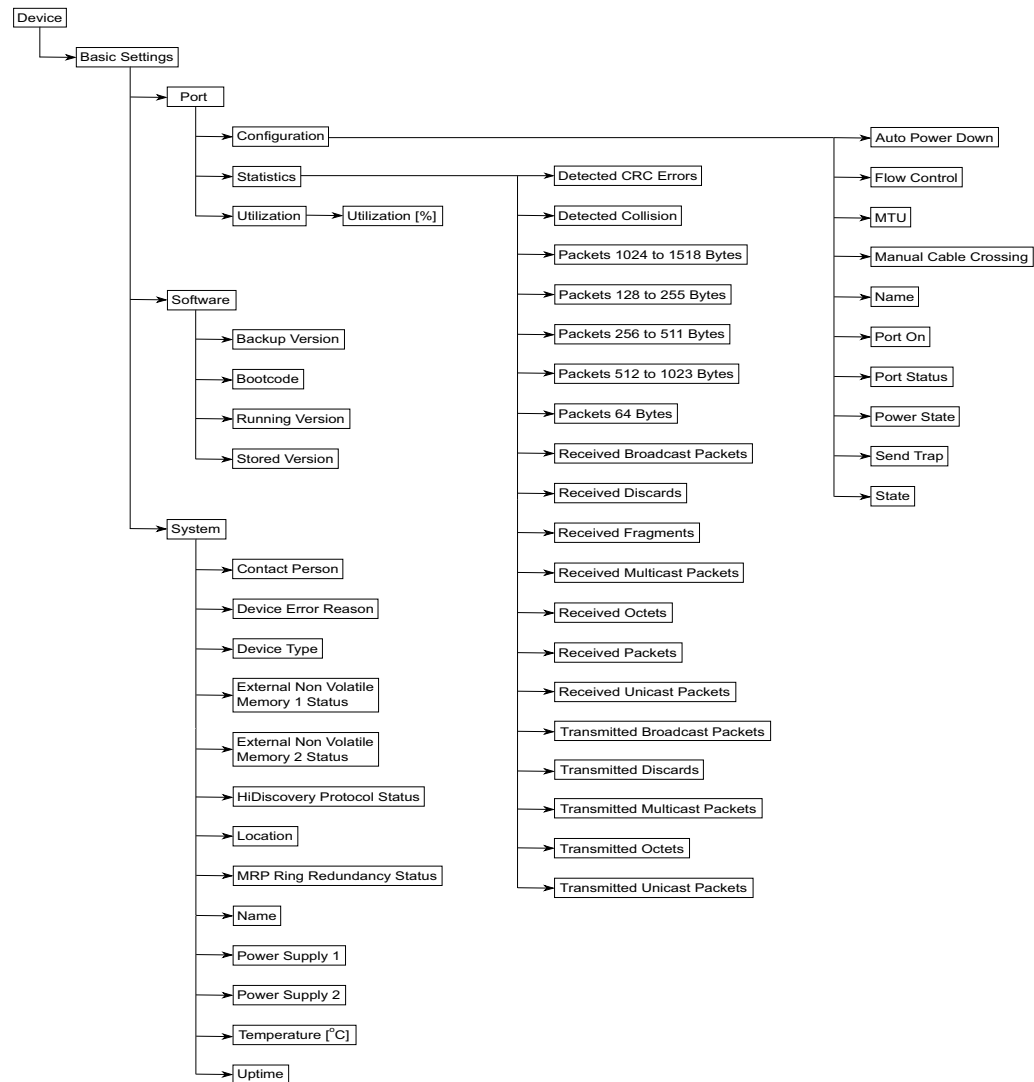 Device
Basic Settings
Port
Configuration
Statistics
Utilization
Utilization [%]
Auto Power Down
Flow Control
MTU
Manual Cable Crossing
Name
Port On
Port Status
Power State
Send Trap
State
Detected CRC Errors
Detected Collision
Packets 1024 to 1518 Bytes
Packets 128 to 255 Bytes
Packets 256 to 511 Bytes
Packets 512 to 1023 Bytes
Packets 64 Bytes
Received Broadcast Packets
Received Discards
Received Fragments
Received Multicast Packets
Received Octets
Received Packets
Received Unicast Packets
Transmitted Broadcast Packets
Transmitted Discards
Transmitted Multicast Packets
Transmitted Octets
Transmitted Unicast Packets
Software
Backup Version
Bootcode
Running Version
Stored Version
System
Contact Person
Device Error Reason
Device Type
External Non Volatile
Memory 1 Status
External Non Volatile
Memory 2 Status
HiDiscovery Protocol Status
Location
MRP Ring Redundancy Status
Name
Power Supply 1
Power Supply 2
Temperature [°C]
Uptime